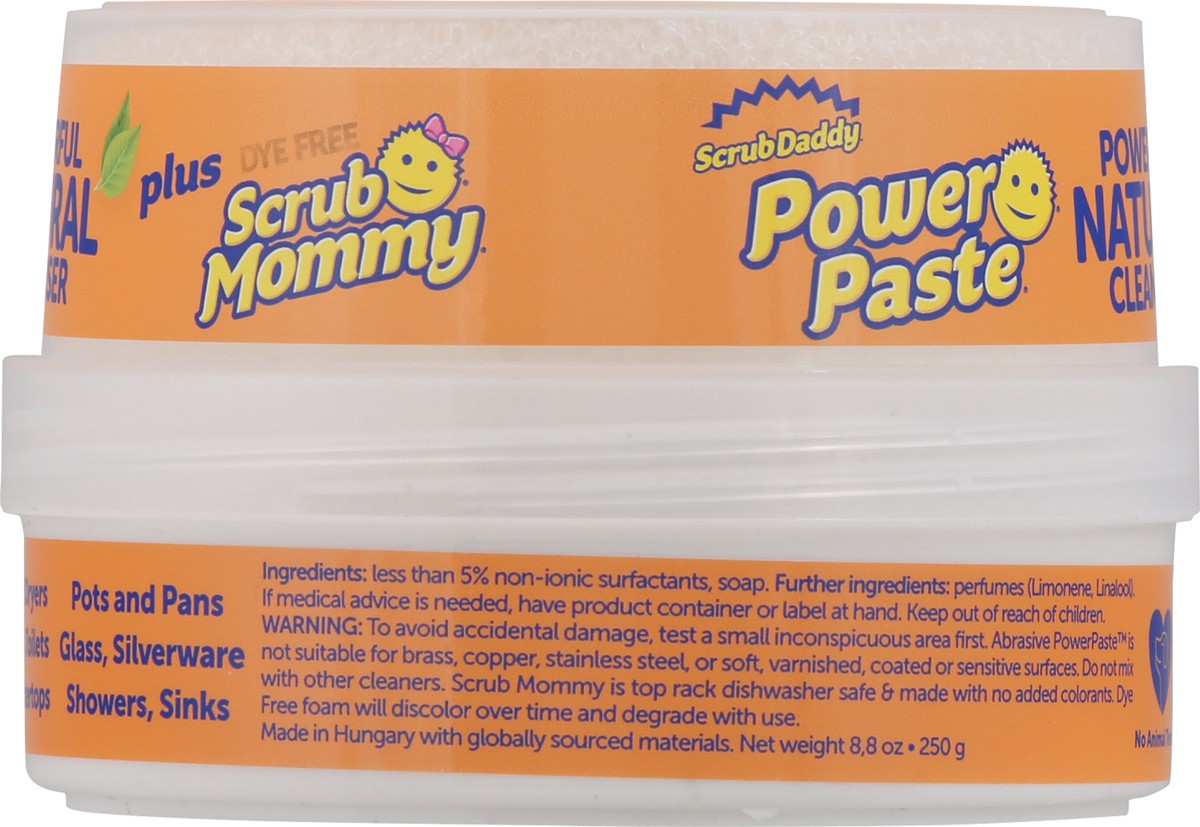 plus
DYE FREE
Scrub
Mommy
ScrubDaddy
Power
Paste
Pots and Pans
Glass, Silverware
Showers, Sinks
Ingredients: less than 5% non-ionic surfactants, soap. Further ingredients: perfumes (Limonene, Linalool).
If medical advice is needed, have product container or label at hand. Keep out of reach of children.
WARNING: To avoid accidental damage, test a small inconspicuous area first. Abrasive PowerPaste™ is
not suitable for brass, copper, stainless steel, or soft, varnished, coated or sensitive surfaces. Do not mix
with other cleaners. Scrub Mommy is top rack dishwasher safe & made with no added colorants. Dye
Free foam will discolor over time and degrade with use.
Made in Hungary with globally sourced materials. Net weight 8,8 oz • 250 g
No Animal